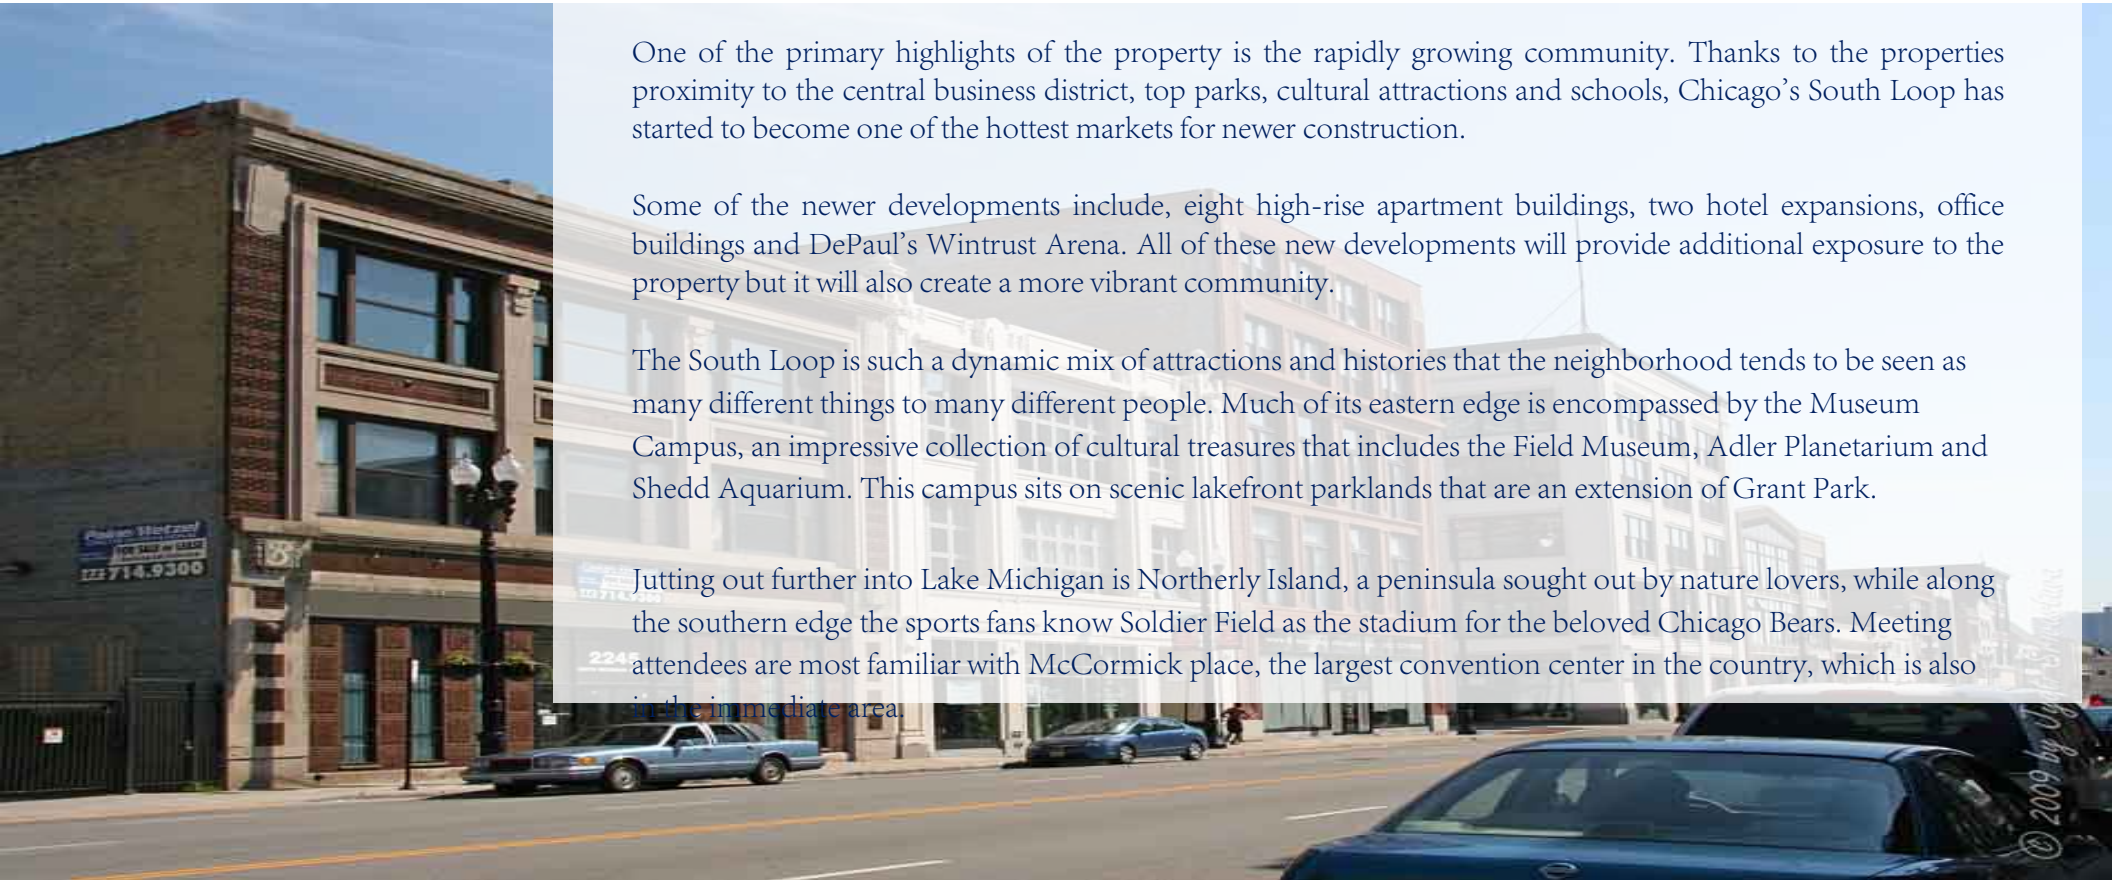 One of the primary highlights of the property is the rapidly growing community. Thanks to the properties
proximity to the central business district, top parks, cultural attractions and schools, Chicago’s South Loop has
started to become one of the hottest markets for newer construction.
Some of the newer developments include, eight high-rise apartment buildings, two hotel expansions, office
buildings and DePaul’s Wintrust Arena. All of these new developments will provide additional exposure to the
property but it will also create a more vibrant community.
The South Loop is such a dynamic mix of attractions and histories that the neighborhood tends to be seen as
many different things to many different people. Much of its eastern edge is encompassed by the Museum
Campus, an impressive collection of cultural treasures that includes the Field Museum, Adler Planetarium and
Shedd Aquarium. This campus sits on scenic lakefront parklands that are an extension of Grant Park.
Jutting out further into Lake Michigan is Northerly Island, a peninsula sought out by nature lovers, while along
the southern edge the sports fans know Soldier Field as the stadium for the beloved Chicago Bears. Meeting
attendees are most familiar with McCormick place, the largest convention center in the country, which is also
in the immediate area.
FOR SALE or LEASE
714.9300
2245
© 2009 by